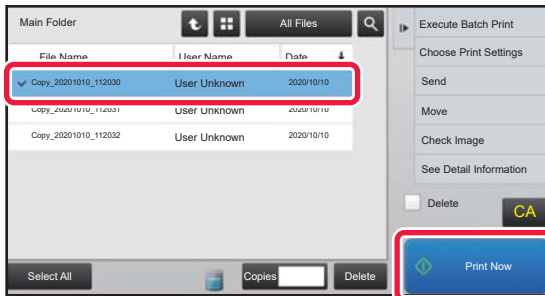 Main Folder
All Files
File Name User Name Date
Copy_20201010_112030 User Unknown 2020/10/10
Copy_20201010_112031 User Unknown 2020/10/10
Copy_20201010_112032 User Unknown 2020/10/10
Select All
Copies
Delete
Execute Batch Print
Choose Print Settings
Send
Move
Check Image
See Detail Information
Delete
CA
Print Now